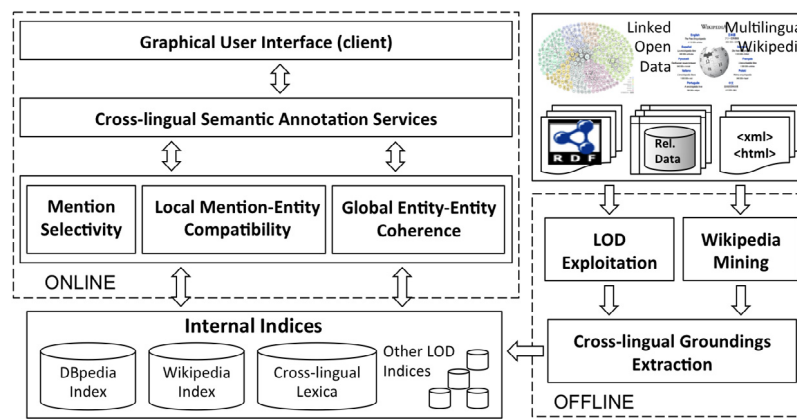 Graphical User Interface (client)
Cross-lingual Semantic Annotation Services
Mention
Selectivity
Local Mention-Entity
Compatibility
Global Entity-Entity
Coherence
ONLINE
Internal Indices
DBpedia
Index
Wikipedia
Index
Cross-lingual
Lexica
Other LOD
Indices
Linked
Open
Data
Multilingual
Wikipedi
RDF
Rel.
Data
<xml>
<html>
LOD
Exploitation
Wikipedia
Mining
Cross-lingual Groundings
Extraction
OFFLINE